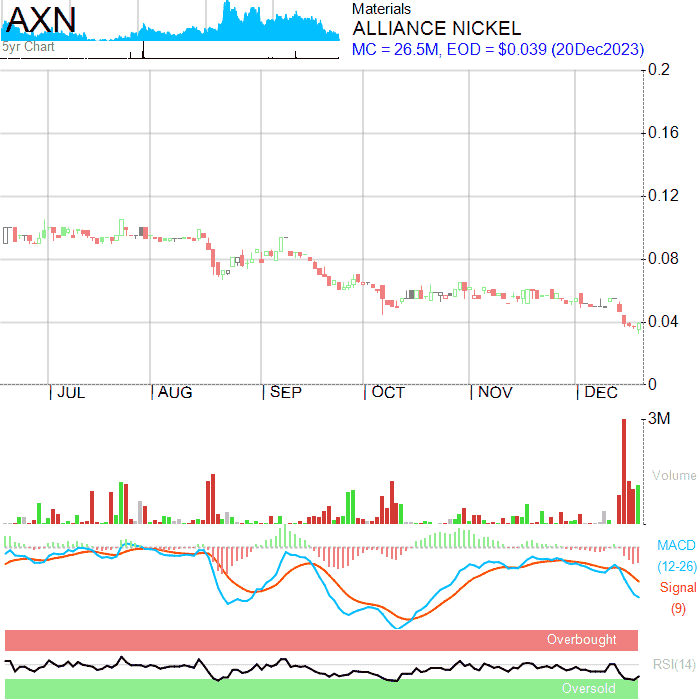 AXN
5yr Chart
Materials
ALLIANCE NICKEL
MC = 26.5M, EOD = $0.039 (20Dec2023)
0.2
0.16
0.12
0.08
0.04
0
JUL AUG SEP OCT NOV DEC
3M
Volume
MACD
(12-26)
Signal
(9)
Overbought
RSI(14)
Oversold